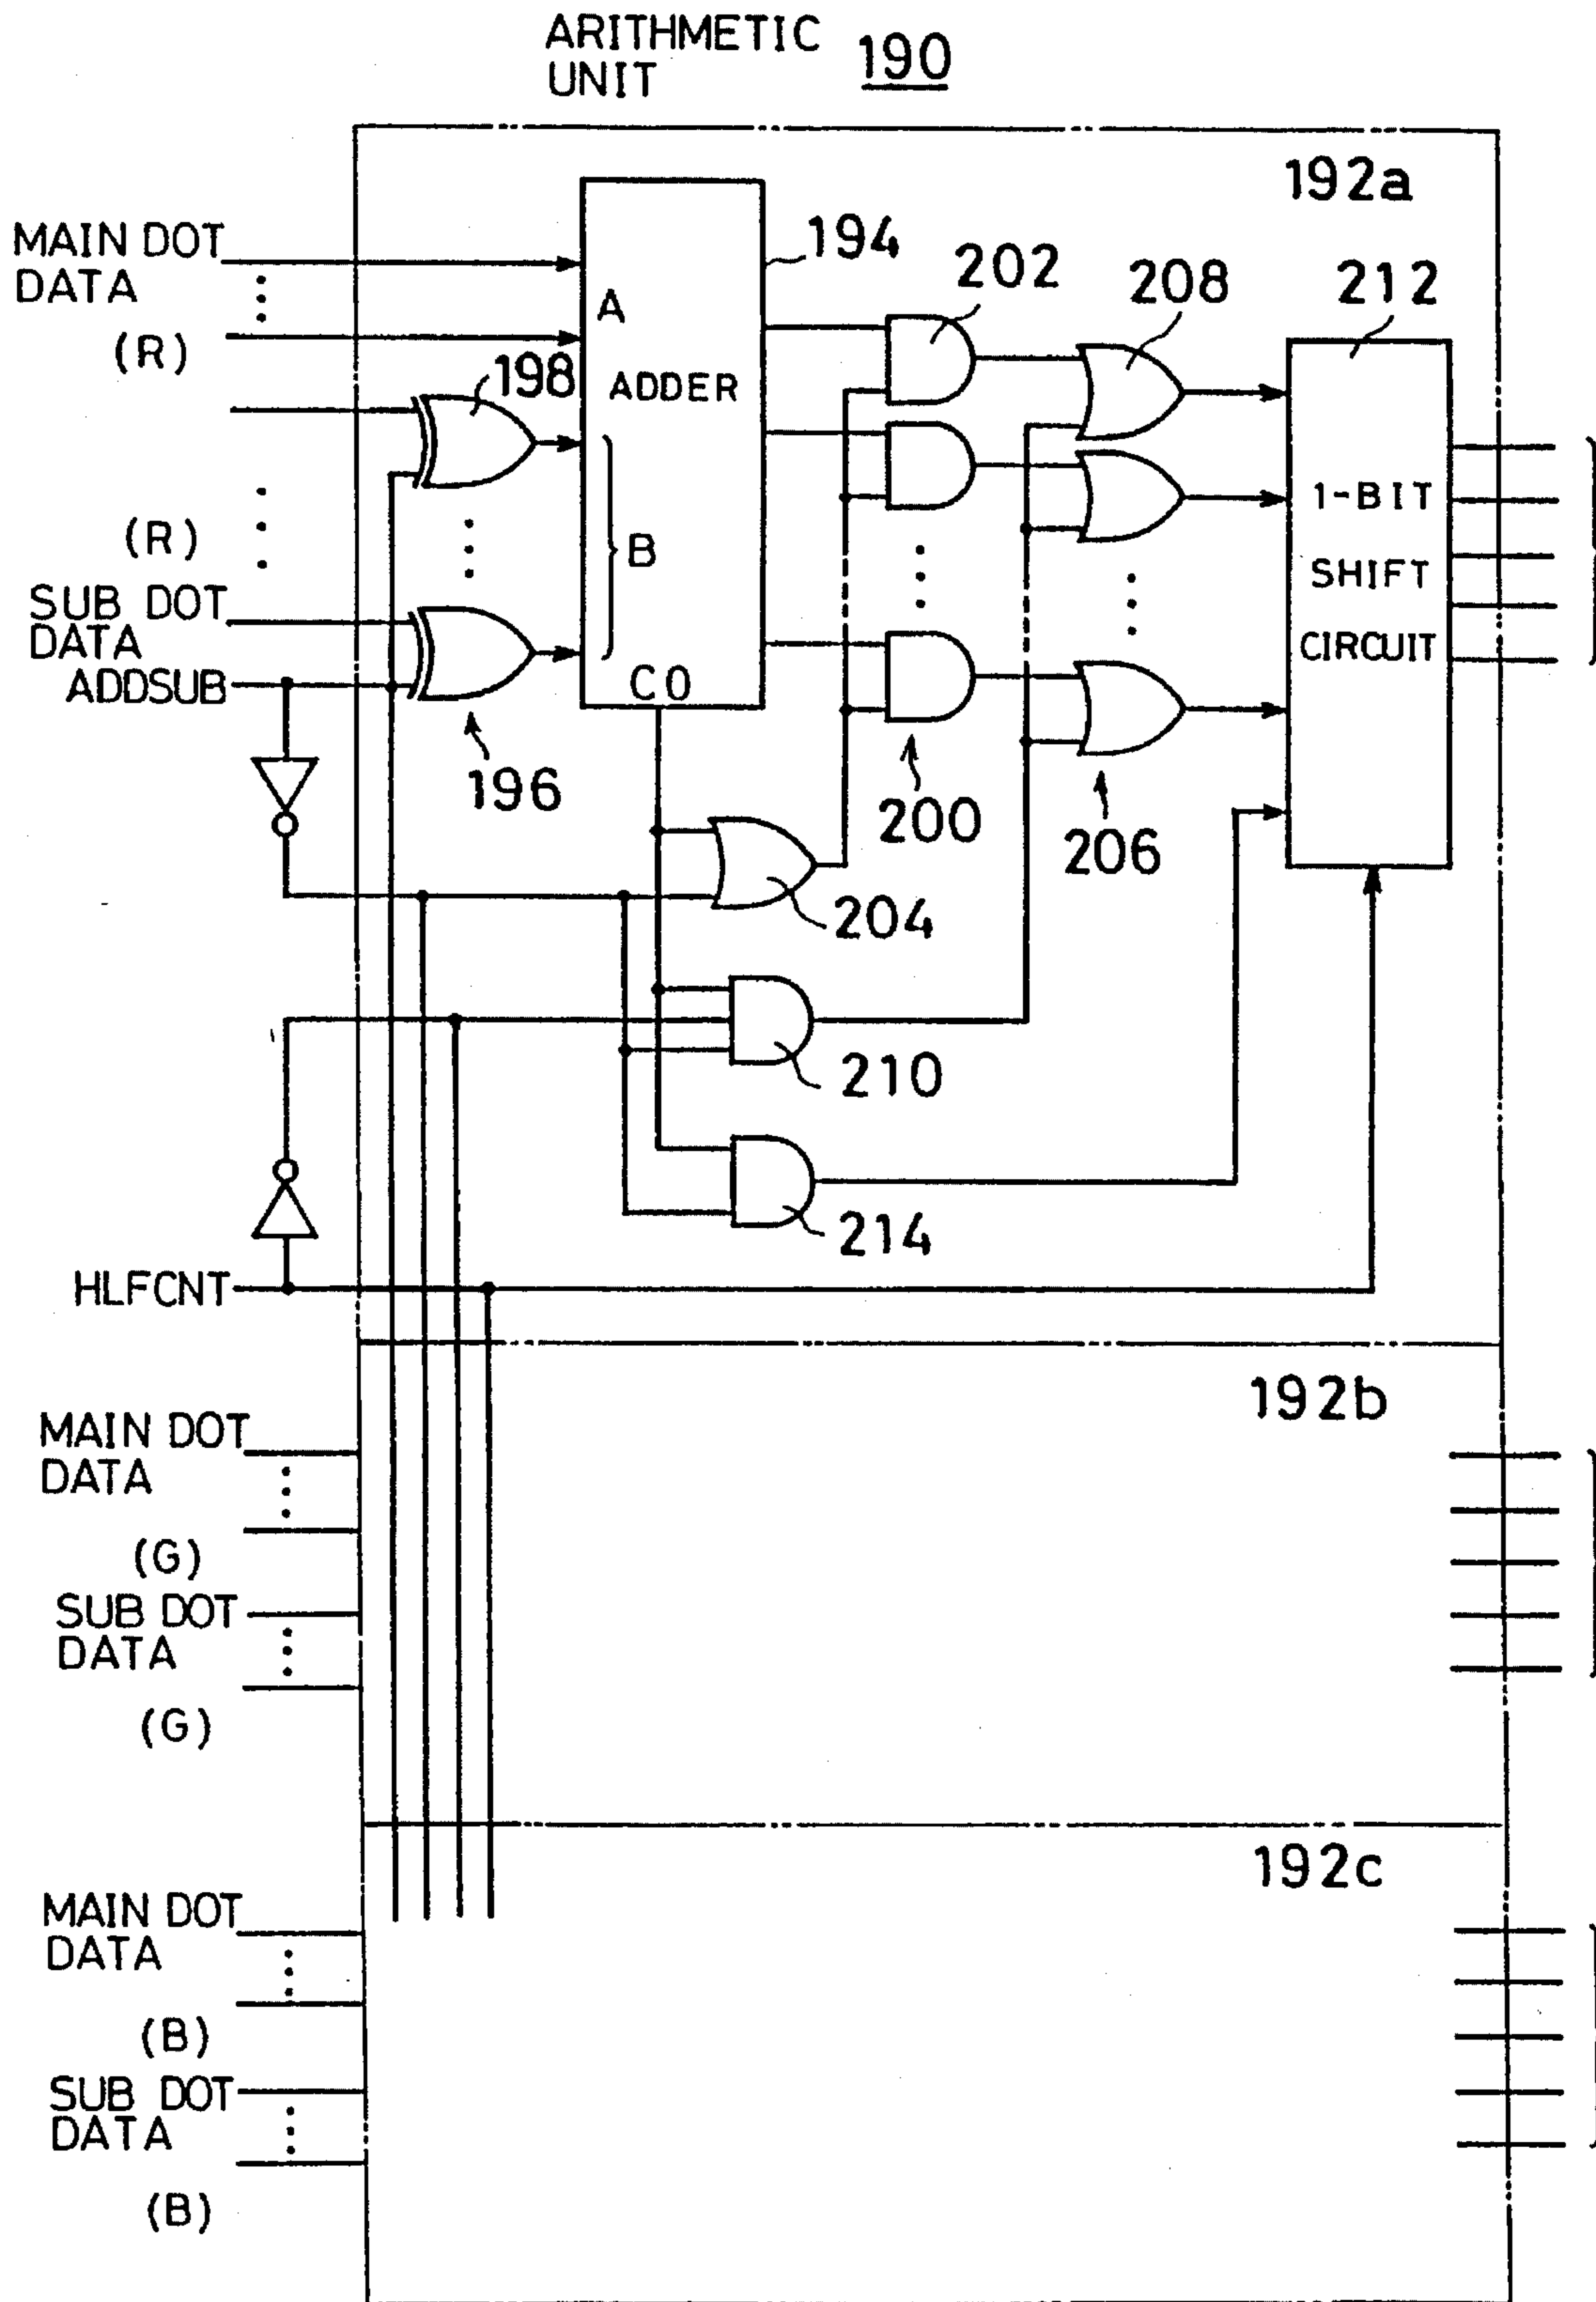 ARITHMETIC
UNIT 190
192a
MAIN DOT
DATA
(R)
194
202
208
212
A
198
ADDER
1-BIT
(R)
B
SHIFT
SUB DOT
DATA
CIRCUIT
ADDSUB
CO
196
200
206
204
210
214
HLFCNT
192b
MAIN DOT
DATA
(G)
SUB DOT
DATA
(G)
192c
MAIN DOT
DATA
(B)
SUB DOT
DATA
(B)